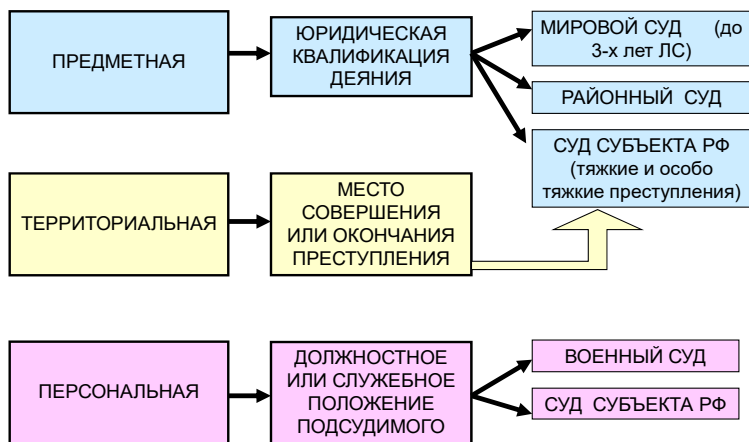 ПРЕДМЕТНАЯ
ЮРИДИЧЕСКАЯ
КВАЛИФИКАЦИЯ
ДЕЯНИЯ
МИРОВОЙ СУД (до
3-х лет ЛС)
РАЙОННЫЙ СУД
СУД СУБЪЕКТА РФ
(тяжкие и особо
тяжкие преступления)
ТЕРРИТОРИАЛЬНАЯ
МЕСТО
СОВЕРШЕНИЯ
ИЛИ ОКОНЧАНИЯ
ПРЕСТУПЛЕНИЯ
ПЕРСОНАЛЬНАЯ
ДОЛЖНОСТНОЕ
ИЛИ СЛУЖЕБНОЕ
ПОЛОЖЕНИЕ
ПОДСУДИМОГО
ВОЕННЫЙ СУД
СУД СУБЪЕКТА РФ